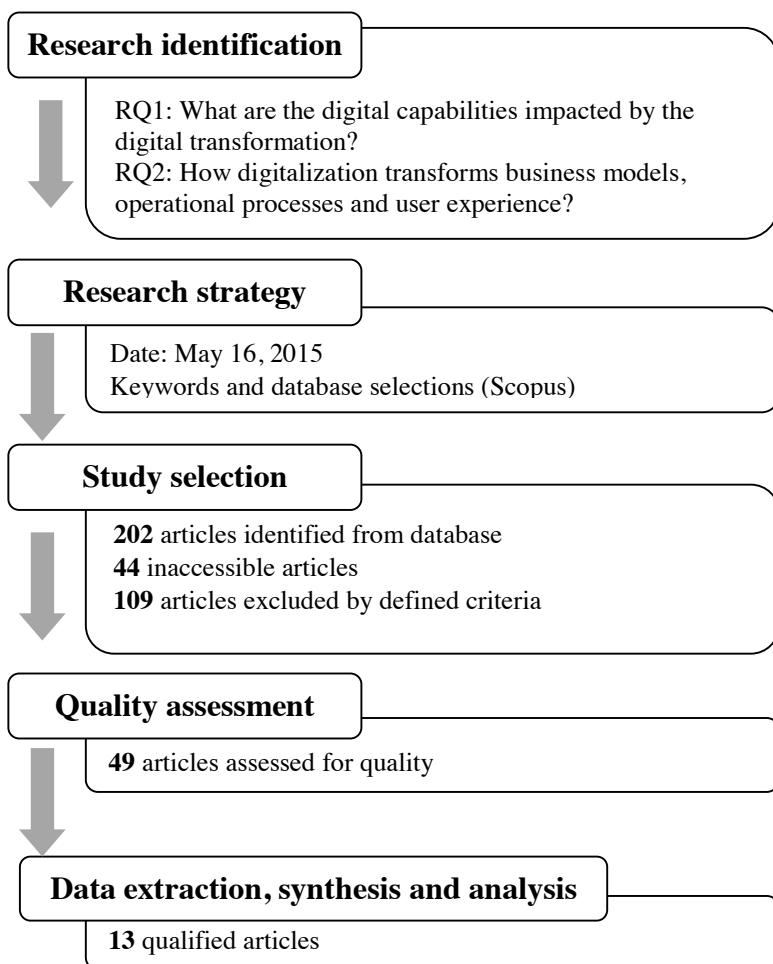 Research identification
RQ1: What are the digital capabilities impacted by the
digital transformation?
RQ2: How digitalization transforms business models,
operational processes and user experience?
Research strategy
Date: May 16, 2015
Keywords and database selections (Scopus)
Study selection
202 articles identified from database
44 inaccessible articles
109 articles excluded by defined criteria
Quality assessment
49 articles assessed for quality
Data extraction, synthesis and analysis
13 qualified articles